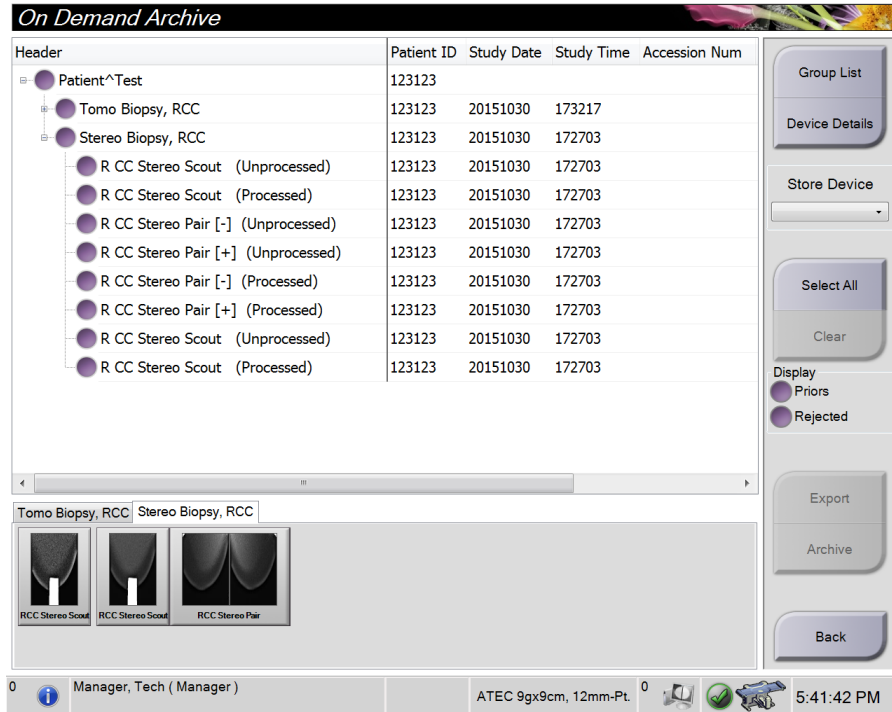 On Demand Archive
Header Patient ID Study Date Study Time Accession Num
Patient^Test 123123
Tomo Biopsy, RCC 123123 20151030 173217
Stereo Biopsy, RCC 123123 20151030 172703
R CC Stereo Scout (Unprocessed) 123123 20151030 172703
R CC Stereo Scout (Processed) 123123 20151030 172703
R CC Stereo Pair [-] (Unprocessed) 123123 20151030 172703
R CC Stereo Pair [+] (Unprocessed) 123123 20151030 172703
R CC Stereo Pair [-] (Processed) 123123 20151030 172703
R CC Stereo Pair [+] (Processed) 123123 20151030 172703
R CC Stereo Scout (Unprocessed) 123123 20151030 172703
R CC Stereo Scout (Processed) 123123 20151030 172703
Group List
Device Details
Store Device
Select All
Clear
Display
Priors
Rejected
Export
Archive
Back
Tomo Biopsy, RCC Stereo Biopsy, RCC
RCC Stereo Scout RCC Stereo Scout RCC Stereo Pair
0 Manager, Tech ( Manager ) ATEC 9gx9cm, 12mm-Pt. 0 5:41:42 PM